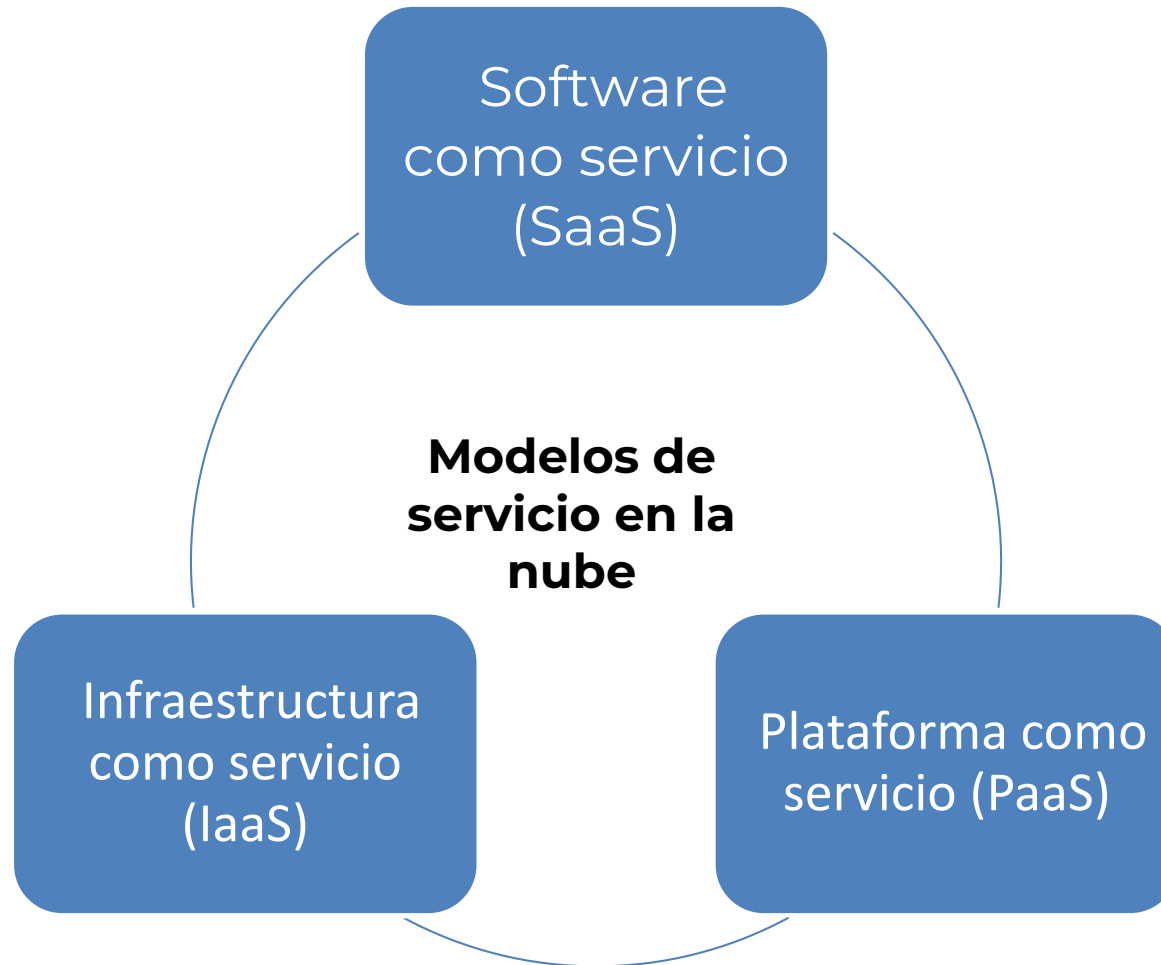 Software
como servicio
(SaaS)
Modelos de
servicio en la
nube
Infraestructura
como servicio
(IaaS)
Plataforma como
servicio (PaaS)